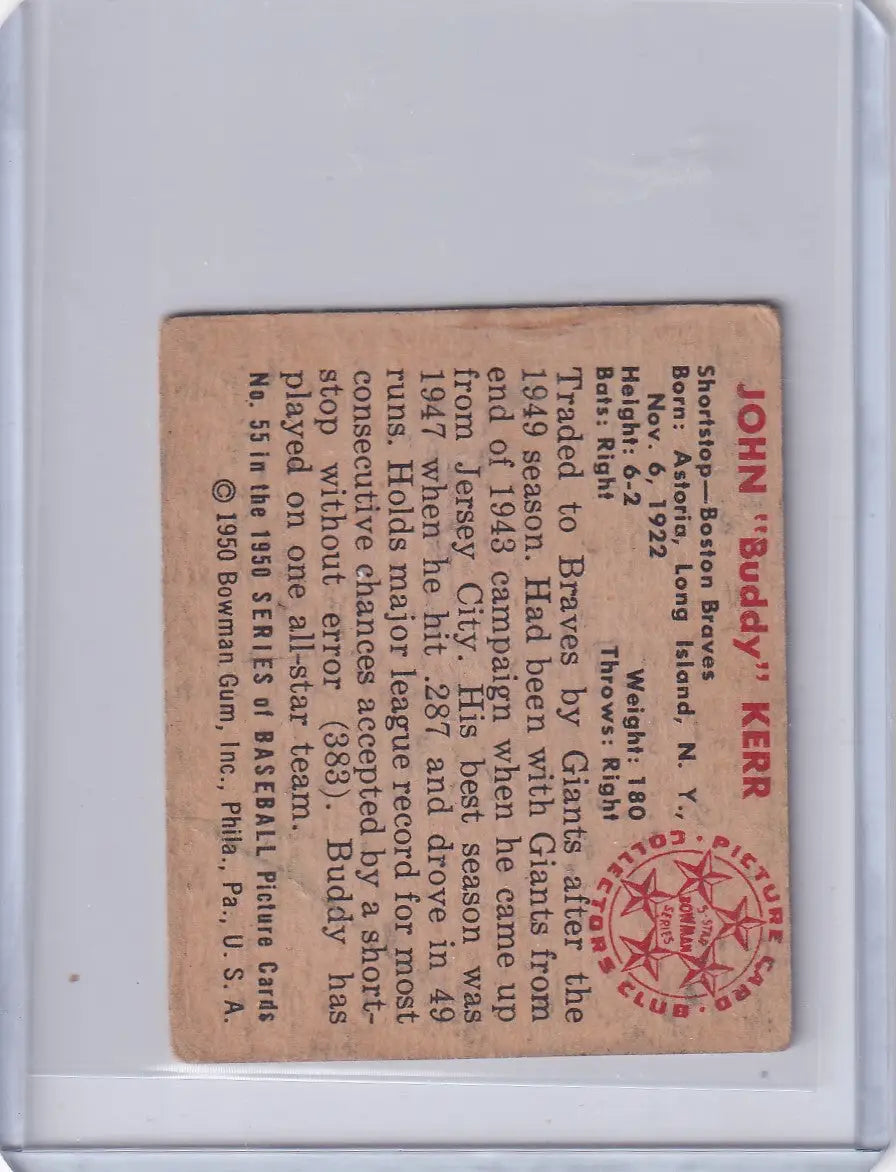 JOHN "Buddy" KERR
Shortstop—Boston Braves
Born: Astoria, Long Island, N. Y.,
Nov. 6, 1922
Height: 6-2 Weight: 180
Bats: Right Throws: Right
Traded to Braves by Giants after the
1949 season. Had been with Giants from
end of 1943 campaign when he came up
from Jersey City. His best season was
1947 when he hit .287 and drove in 49
runs. Holds major league record for most
consecutive chances accepted by a short-
stop without error (383). Buddy has
played on one all-star team.
No. 55 in the 1950 SERIES of BASEBALL Picture Cards
© 1950 Bowman Gum, Inc., Phila., Pa., U. S. A.
PICTURE CARD • COLLECTORS CLUB •
5-STAR
BOWMAN
SERIES